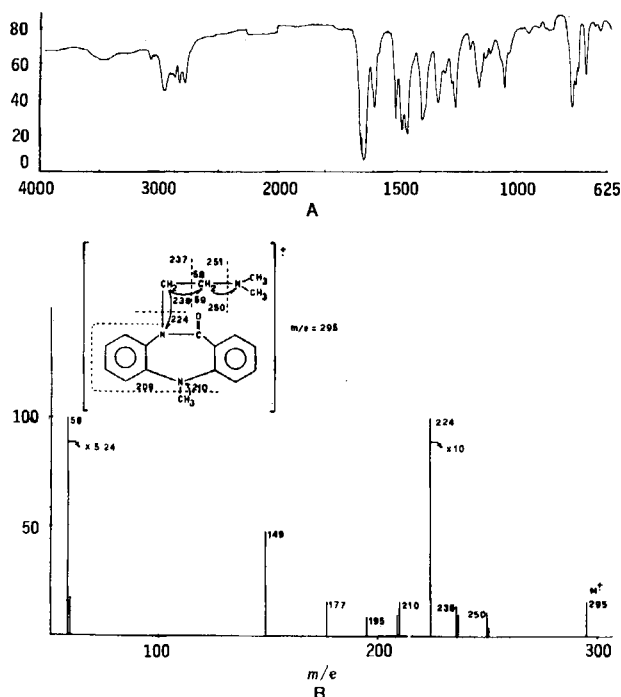 80
60
40
20
0
4000 3000 2000 1500 1000 625
A
237 58 251
CH2 CH2 N CH3
CH3
238 59 250
224
N C O
m/e = 295
209 N 210
CH3
100 58 224
× 5 24 × 10
50 149
177 195 210 238 250 M+ 295
100 200 300
m/e
B